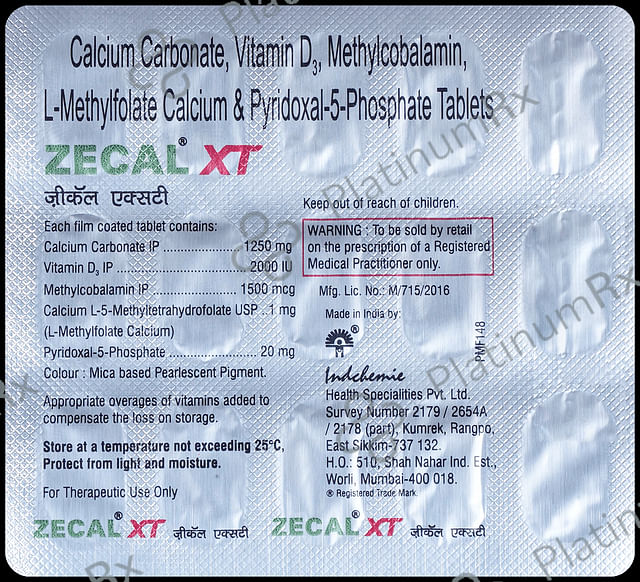 Calcium Carbonate, Vitamin D3, Methylcobalamin,
L-Methylfolate Calcium & Pyridoxal-5-Phosphate Tablets
ZECAL® XT
ज़ीकॅल एक्सटी
Each film coated tablet contains:
Calcium Carbonate IP .................... 1250 mg
Vitamin D3 IP ................................. 2000 IU
Methylcobalamin IP ..................... 1500 mcg
Calcium L-5-Methyltetrahydrofolate USP .. 1 mg
(L-Methylfolate Calcium)
Pyridoxal-5-Phosphate ...................... 20 mg
Colour : Mica based Pearlescent Pigment.
Appropriate overages of vitamins added to
compensate the loss on storage.
Store at a temperature not exceeding 25°C,
Protect from light and moisture.
For Therapeutic Use Only
Keep out of reach of children.
WARNING : To be sold by retail
on the prescription of a Registered
Medical Practitioner only.
Mfg. Lic. No.: M/715/2016
Made in India by:
®
Indchemie
Health Specialities Pvt. Ltd.
Survey Number 2179 / 2654A
/ 2178 (part), Kumrek, Rangpo,
East Sikkim-737 132.
H.O.: 510, Shah Nahar Ind. Est.,
Worli, Mumbai-400 018.
® Registered Trade Mark.
PMF148
ZECAL® XT ज़ीकॅल एक्सटी ZECAL® XT ज़ीकॅल एक्सटी
PlatinumRx
PlatinumRx
PlatinumRx